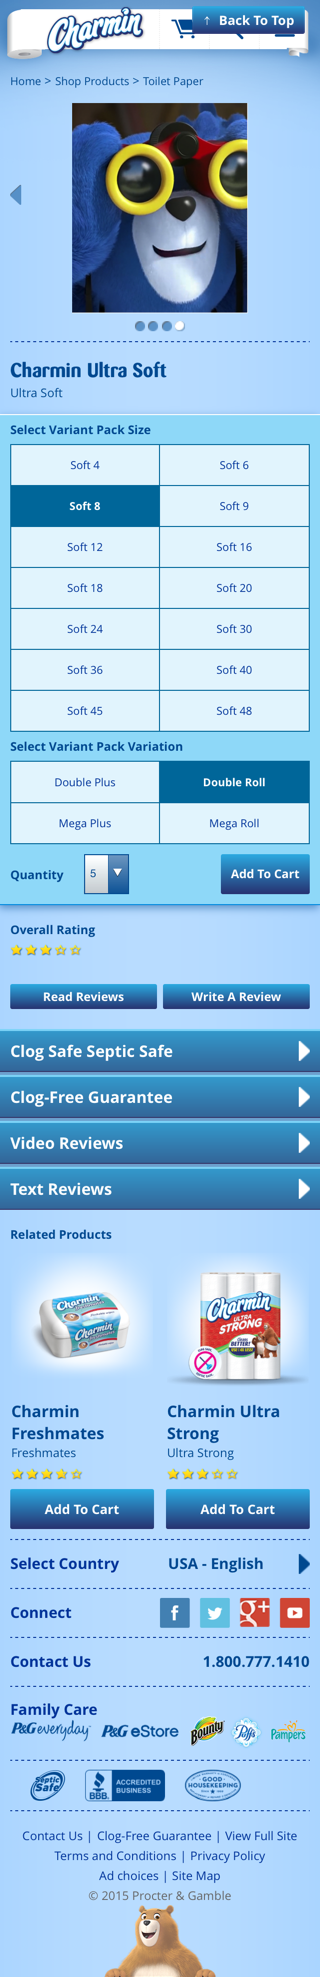 Charmin
↑ Back To Top
Home > Shop Products > Toilet Paper
Charmin Ultra Soft
Ultra Soft
Select Variant Pack Size
Soft 4
Soft 6
Soft 8
Soft 9
Soft 12
Soft 16
Soft 18
Soft 20
Soft 24
Soft 30
Soft 36
Soft 40
Soft 45
Soft 48
Select Variant Pack Variation
Double Plus
Double Roll
Mega Plus
Mega Roll
Quantity
5
Add To Cart
Overall Rating
Read Reviews
Write A Review
Clog Safe Septic Safe
Clog-Free Guarantee
Video Reviews
Text Reviews
Related Products
Charmin
Charmin
Charmin
ULTRA
STRONG
Charmin
Freshmates
Freshmates
Charmin Ultra
Strong
Ultra Strong
Add To Cart
Add To Cart
Select Country
USA - English
Connect
f
g+
Contact Us
1.800.777.1410
Family Care
P&G everyday
P&G eStore
Bounty
Puffs
Pampers
Septic
Safe
BBB.
ACCREDITED
BUSINESS
GOOD
HOUSEKEEPING
Contact Us | Clog-Free Guarantee | View Full Site
Terms and Conditions | Privacy Policy
Ad choices | Site Map
© 2015 Procter & Gamble